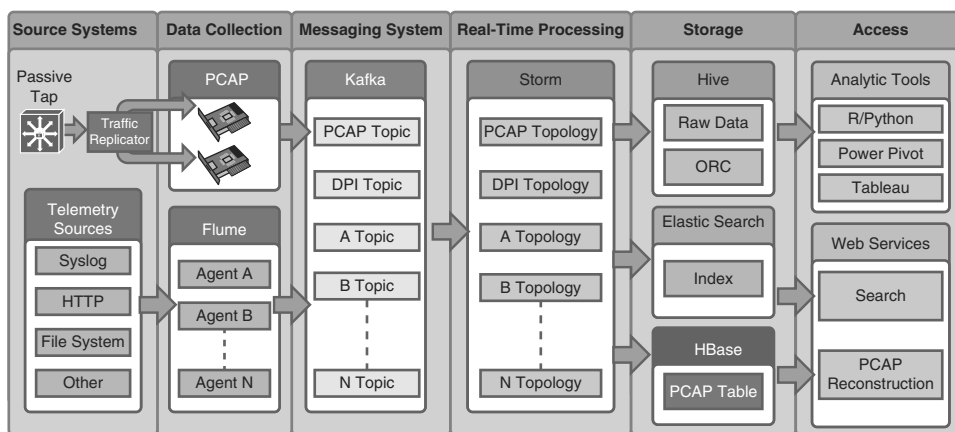 Source Systems
Data Collection
Messaging System
Real-Time Processing
Storage
Access
Passive
Tap
Traffic
Replicator
Telemetry
Sources
Syslog
HTTP
File System
Other
PCAP
Flume
Agent A
Agent B
Agent N
Kafka
PCAP Topic
DPI Topic
A Topic
B Topic
N Topic
Storm
PCAP Topology
DPI Topology
A Topology
B Topology
N Topology
Hive
Raw Data
ORC
Elastic Search
Index
HBase
PCAP Table
Analytic Tools
R/Python
Power Pivot
Tableau
Web Services
Search
PCAP
Reconstruction